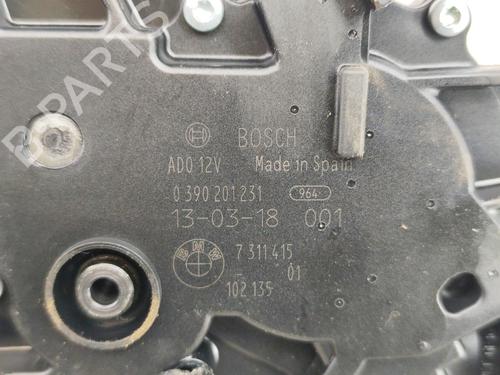 B-PARTS
BOSCH
AD0 12V Made in Spain
0 390 201 231 964
13-03-18 001
BMW 7 311 415
- 01
102 135